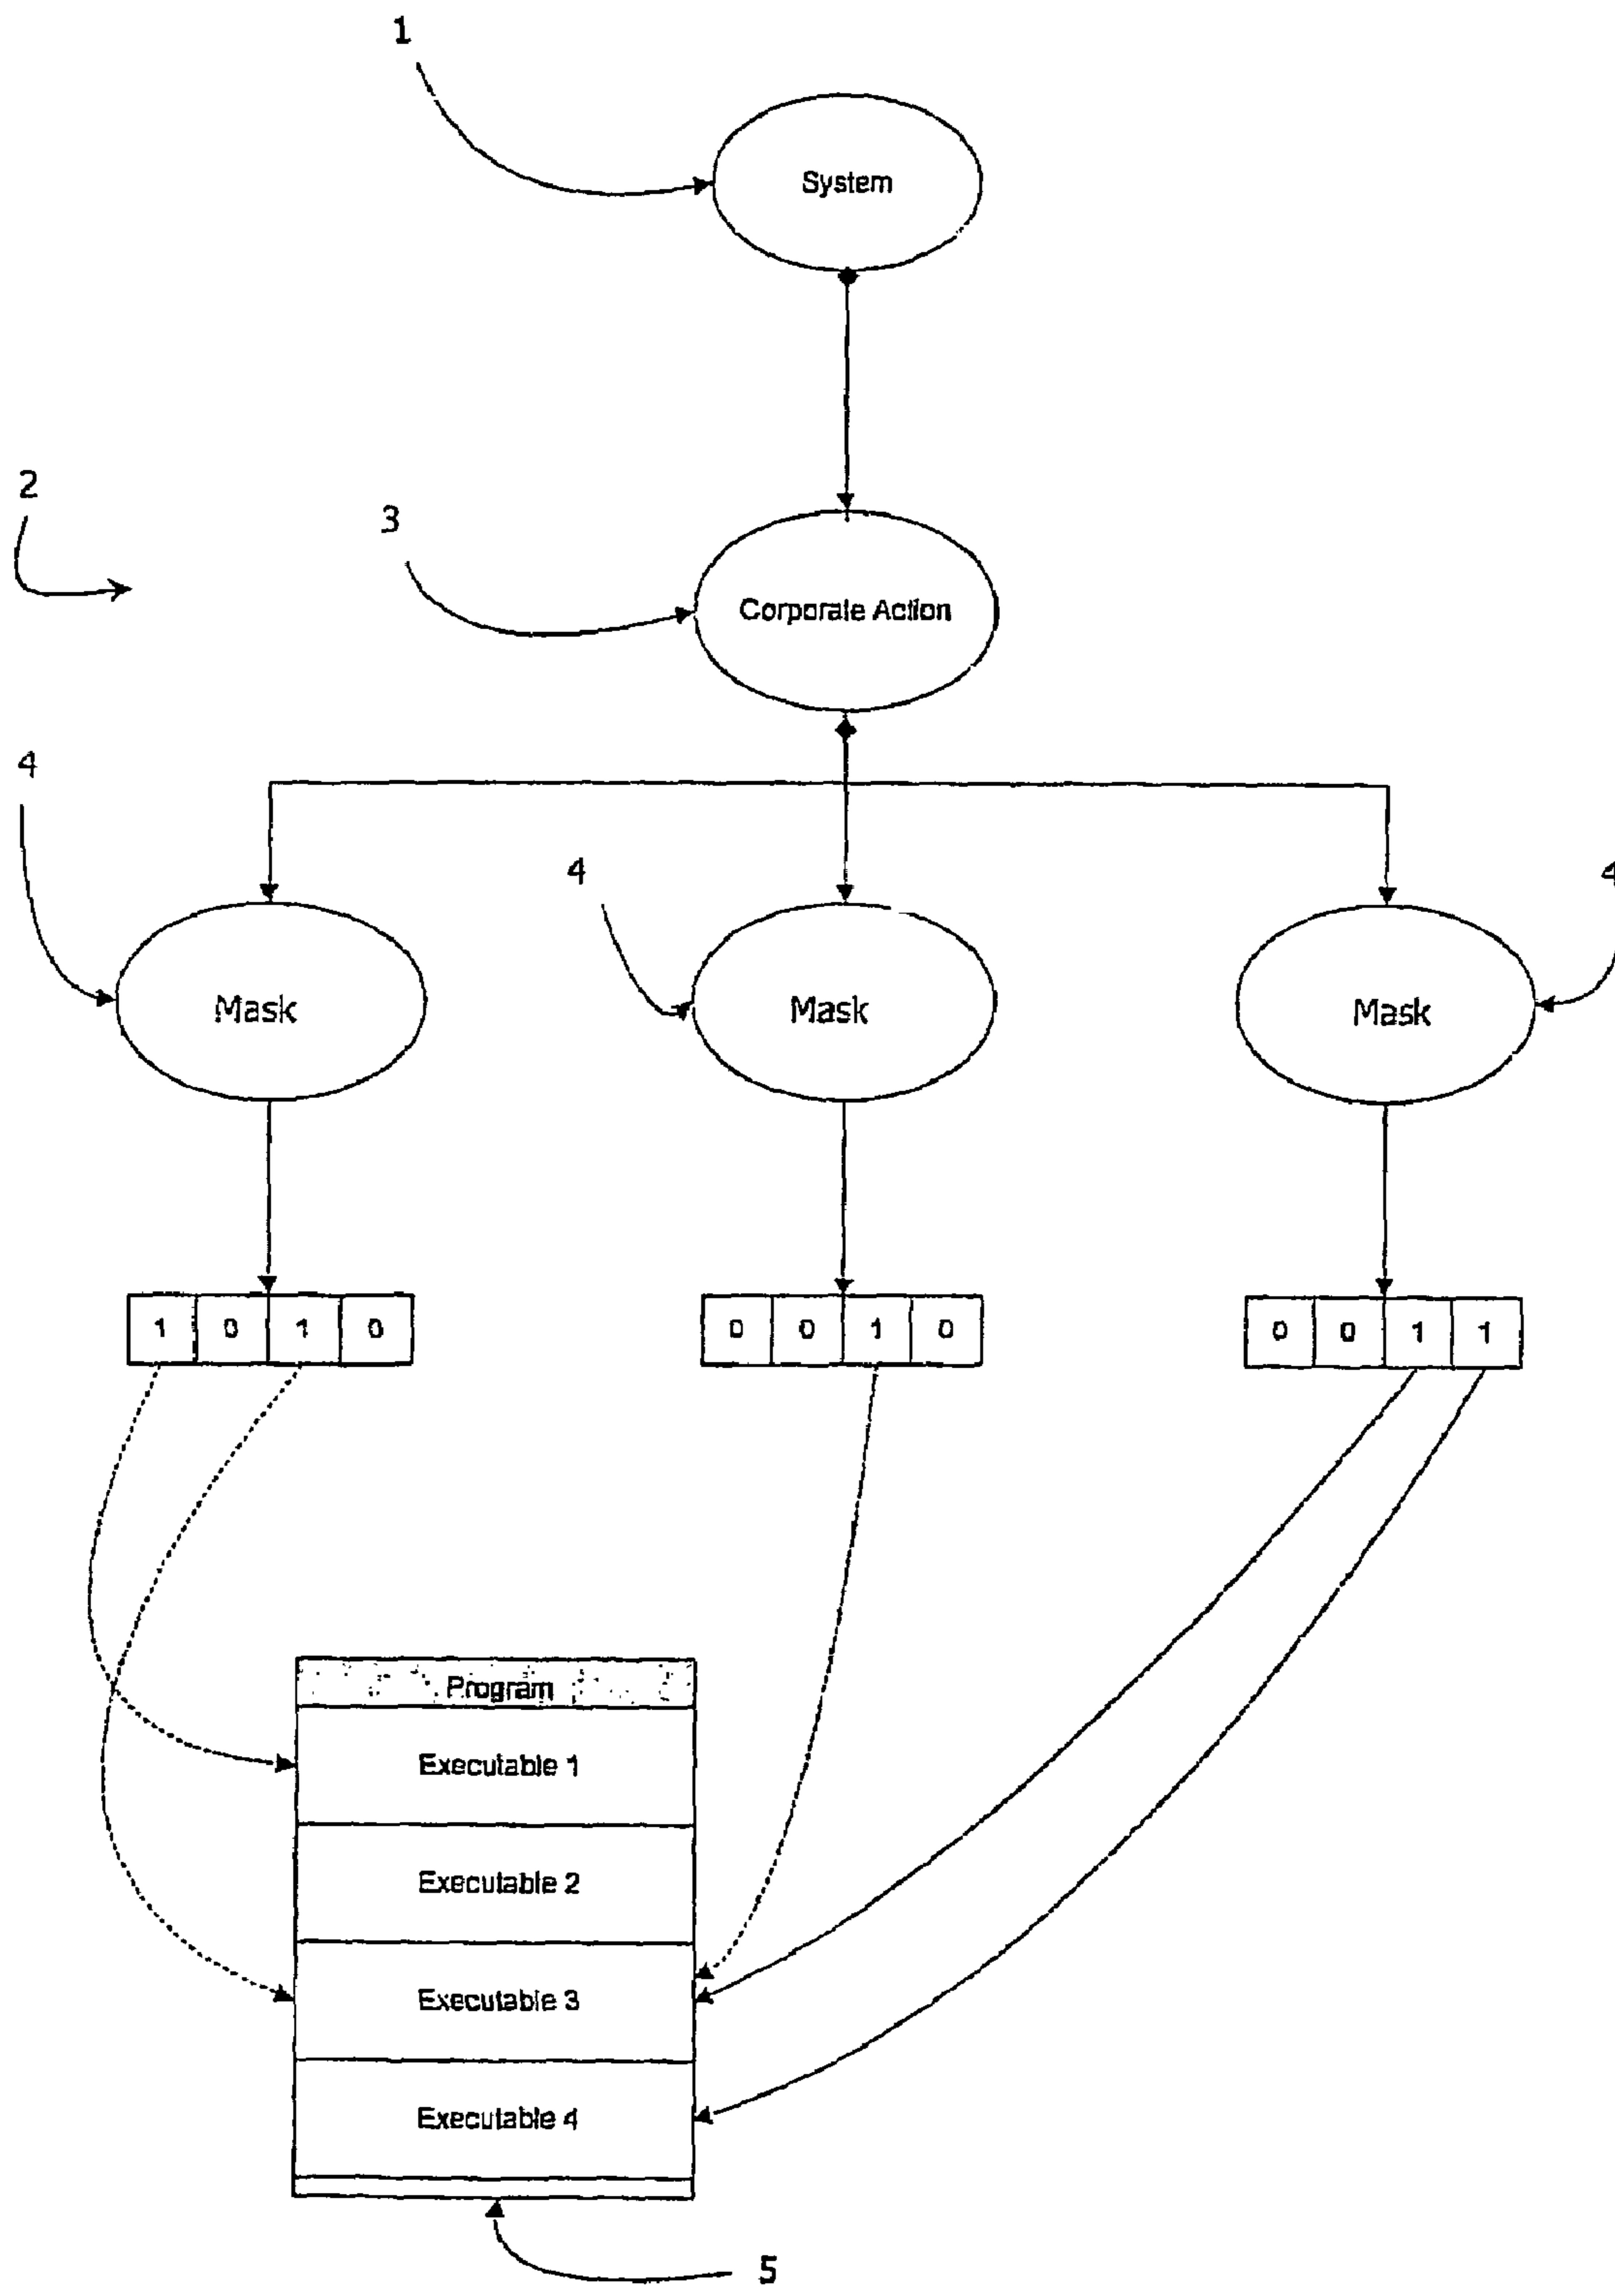 1
System
2
3
Corporate Action
4
4
4
Mask
Mask
Mask
1 0 1 0
0 0 1 0
0 0 1 1
Program
Executable 1
Executable 2
Executable 3
Executable 4
5